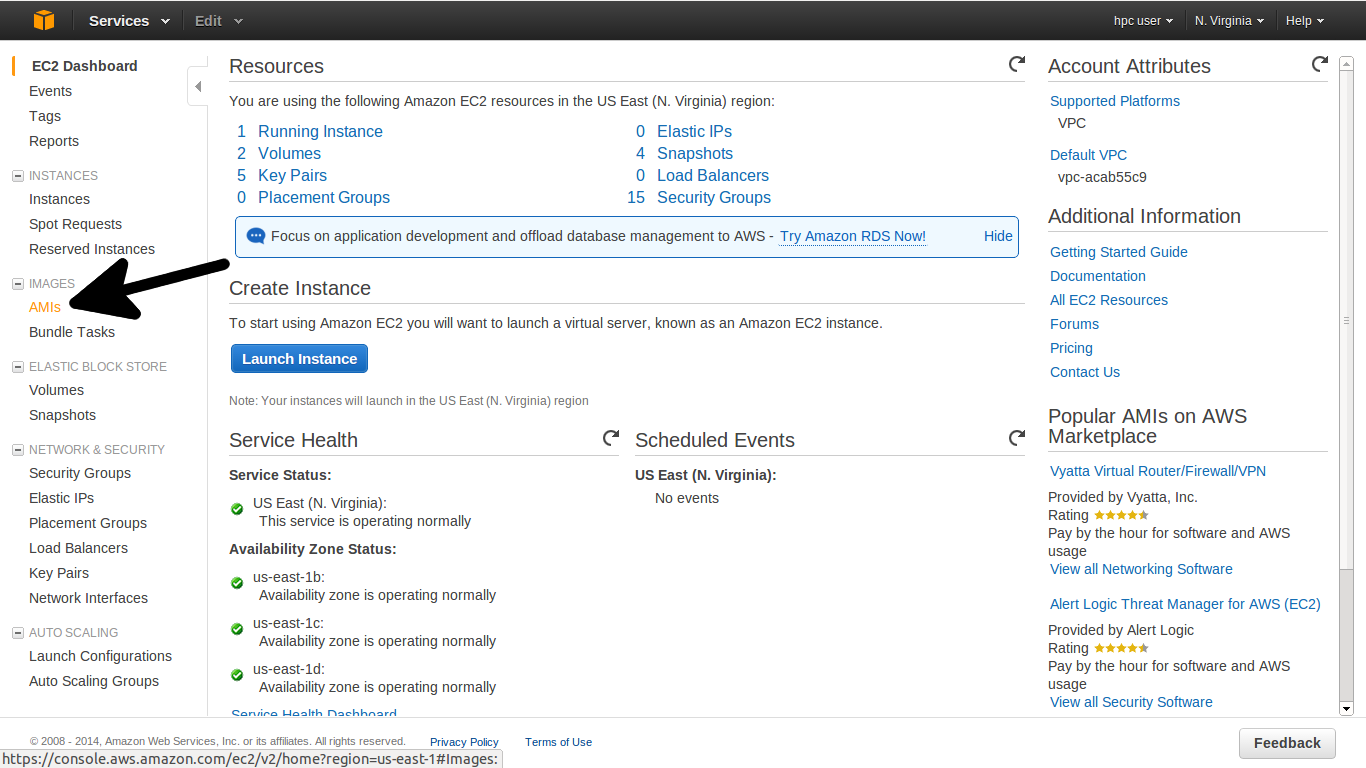 Services Edit hpc user N. Virginia Help
EC2 Dashboard
Events
Tags
Reports
INSTANCES
Instances
Spot Requests
Reserved Instances
IMAGES
AMIs
Bundle Tasks
ELASTIC BLOCK STORE
Volumes
Snapshots
NETWORK & SECURITY
Security Groups
Elastic IPs
Placement Groups
Load Balancers
Key Pairs
Network Interfaces
AUTO SCALING
Launch Configurations
Auto Scaling Groups
Resources
You are using the following Amazon EC2 resources in the US East (N. Virginia) region:
1 Running Instance 0 Elastic IPs
2 Volumes 4 Snapshots
5 Key Pairs 0 Load Balancers
0 Placement Groups 15 Security Groups
Focus on application development and offload database management to AWS - Try Amazon RDS Now! Hide
Create Instance
To start using Amazon EC2 you will want to launch a virtual server, known as an Amazon EC2 instance.
Launch Instance
Note: Your instances will launch in the US East (N. Virginia) region
Service Health
Service Status:
US East (N. Virginia):
This service is operating normally
Availability Zone Status:
us-east-1b:
Availability zone is operating normally
us-east-1c:
Availability zone is operating normally
us-east-1d:
Availability zone is operating normally
Service Health Dashboard
Scheduled Events
US East (N. Virginia):
No events
Account Attributes
Supported Platforms
VPC
Default VPC
vpc-acab55c9
Additional Information
Getting Started Guide
Documentation
All EC2 Resources
Forums
Pricing
Contact Us
Popular AMIs on AWS
Marketplace
Vyatta Virtual Router/Firewall/VPN
Provided by Vyatta, Inc.
Rating
Pay by the hour for software and AWS
usage
View all Networking Software
Alert Logic Threat Manager for AWS (EC2)
Provided by Alert Logic
Rating
Pay by the hour for software and AWS
usage
View all Security Software
© 2008 - 2014, Amazon Web Services, Inc. or its affiliates. All rights reserved. Privacy Policy Terms of Use
Feedback
https://console.aws.amazon.com/ec2/v2/home?region=us-east-1#Images: